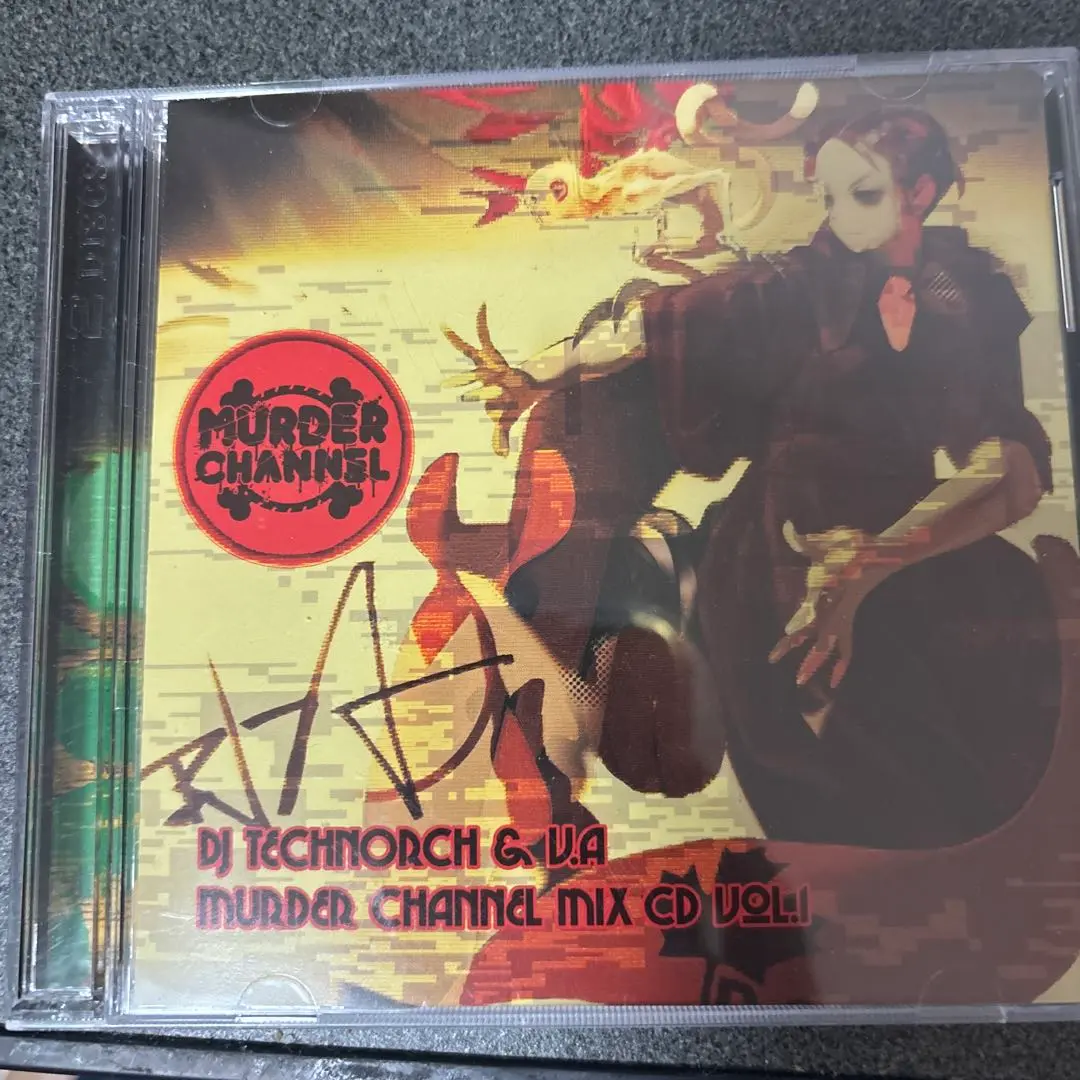 MURDER
CHANNEL
DJ TECHNORCH & V.A
MURDER CHANNEL MIX CD VOL.1